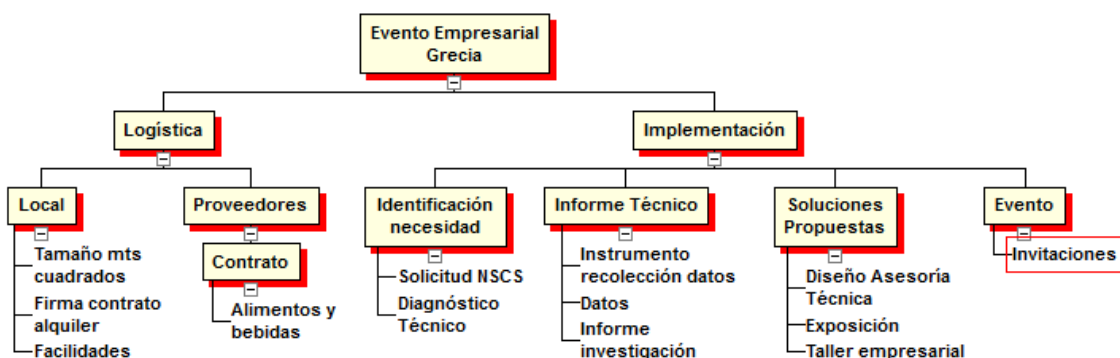 Evento Empresarial
Grecia
Logística
Implementación
Local
Proveedores
Identificación
necesidad
Informe Técnico
Soluciones
Propuestas
Evento
Tamaño mts
cuadrados
Firma contrato
alquiler
Facilidades
Contrato
Alimentos y
bebidas
Solicitud NSCS
Diagnóstico
Técnico
Instrumento
recolección datos
Datos
Informe
investigación
Diseño Asesoría
Técnica
Exposición
Taller empresarial
Invitaciones